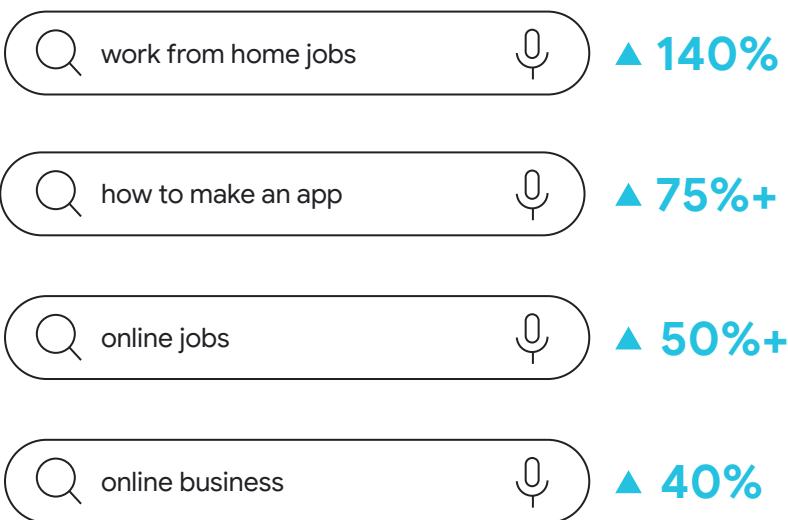 work from home jobs ▲ 140%
how to make an app ▲ 75%+
online jobs ▲ 50%+
online business ▲ 40%